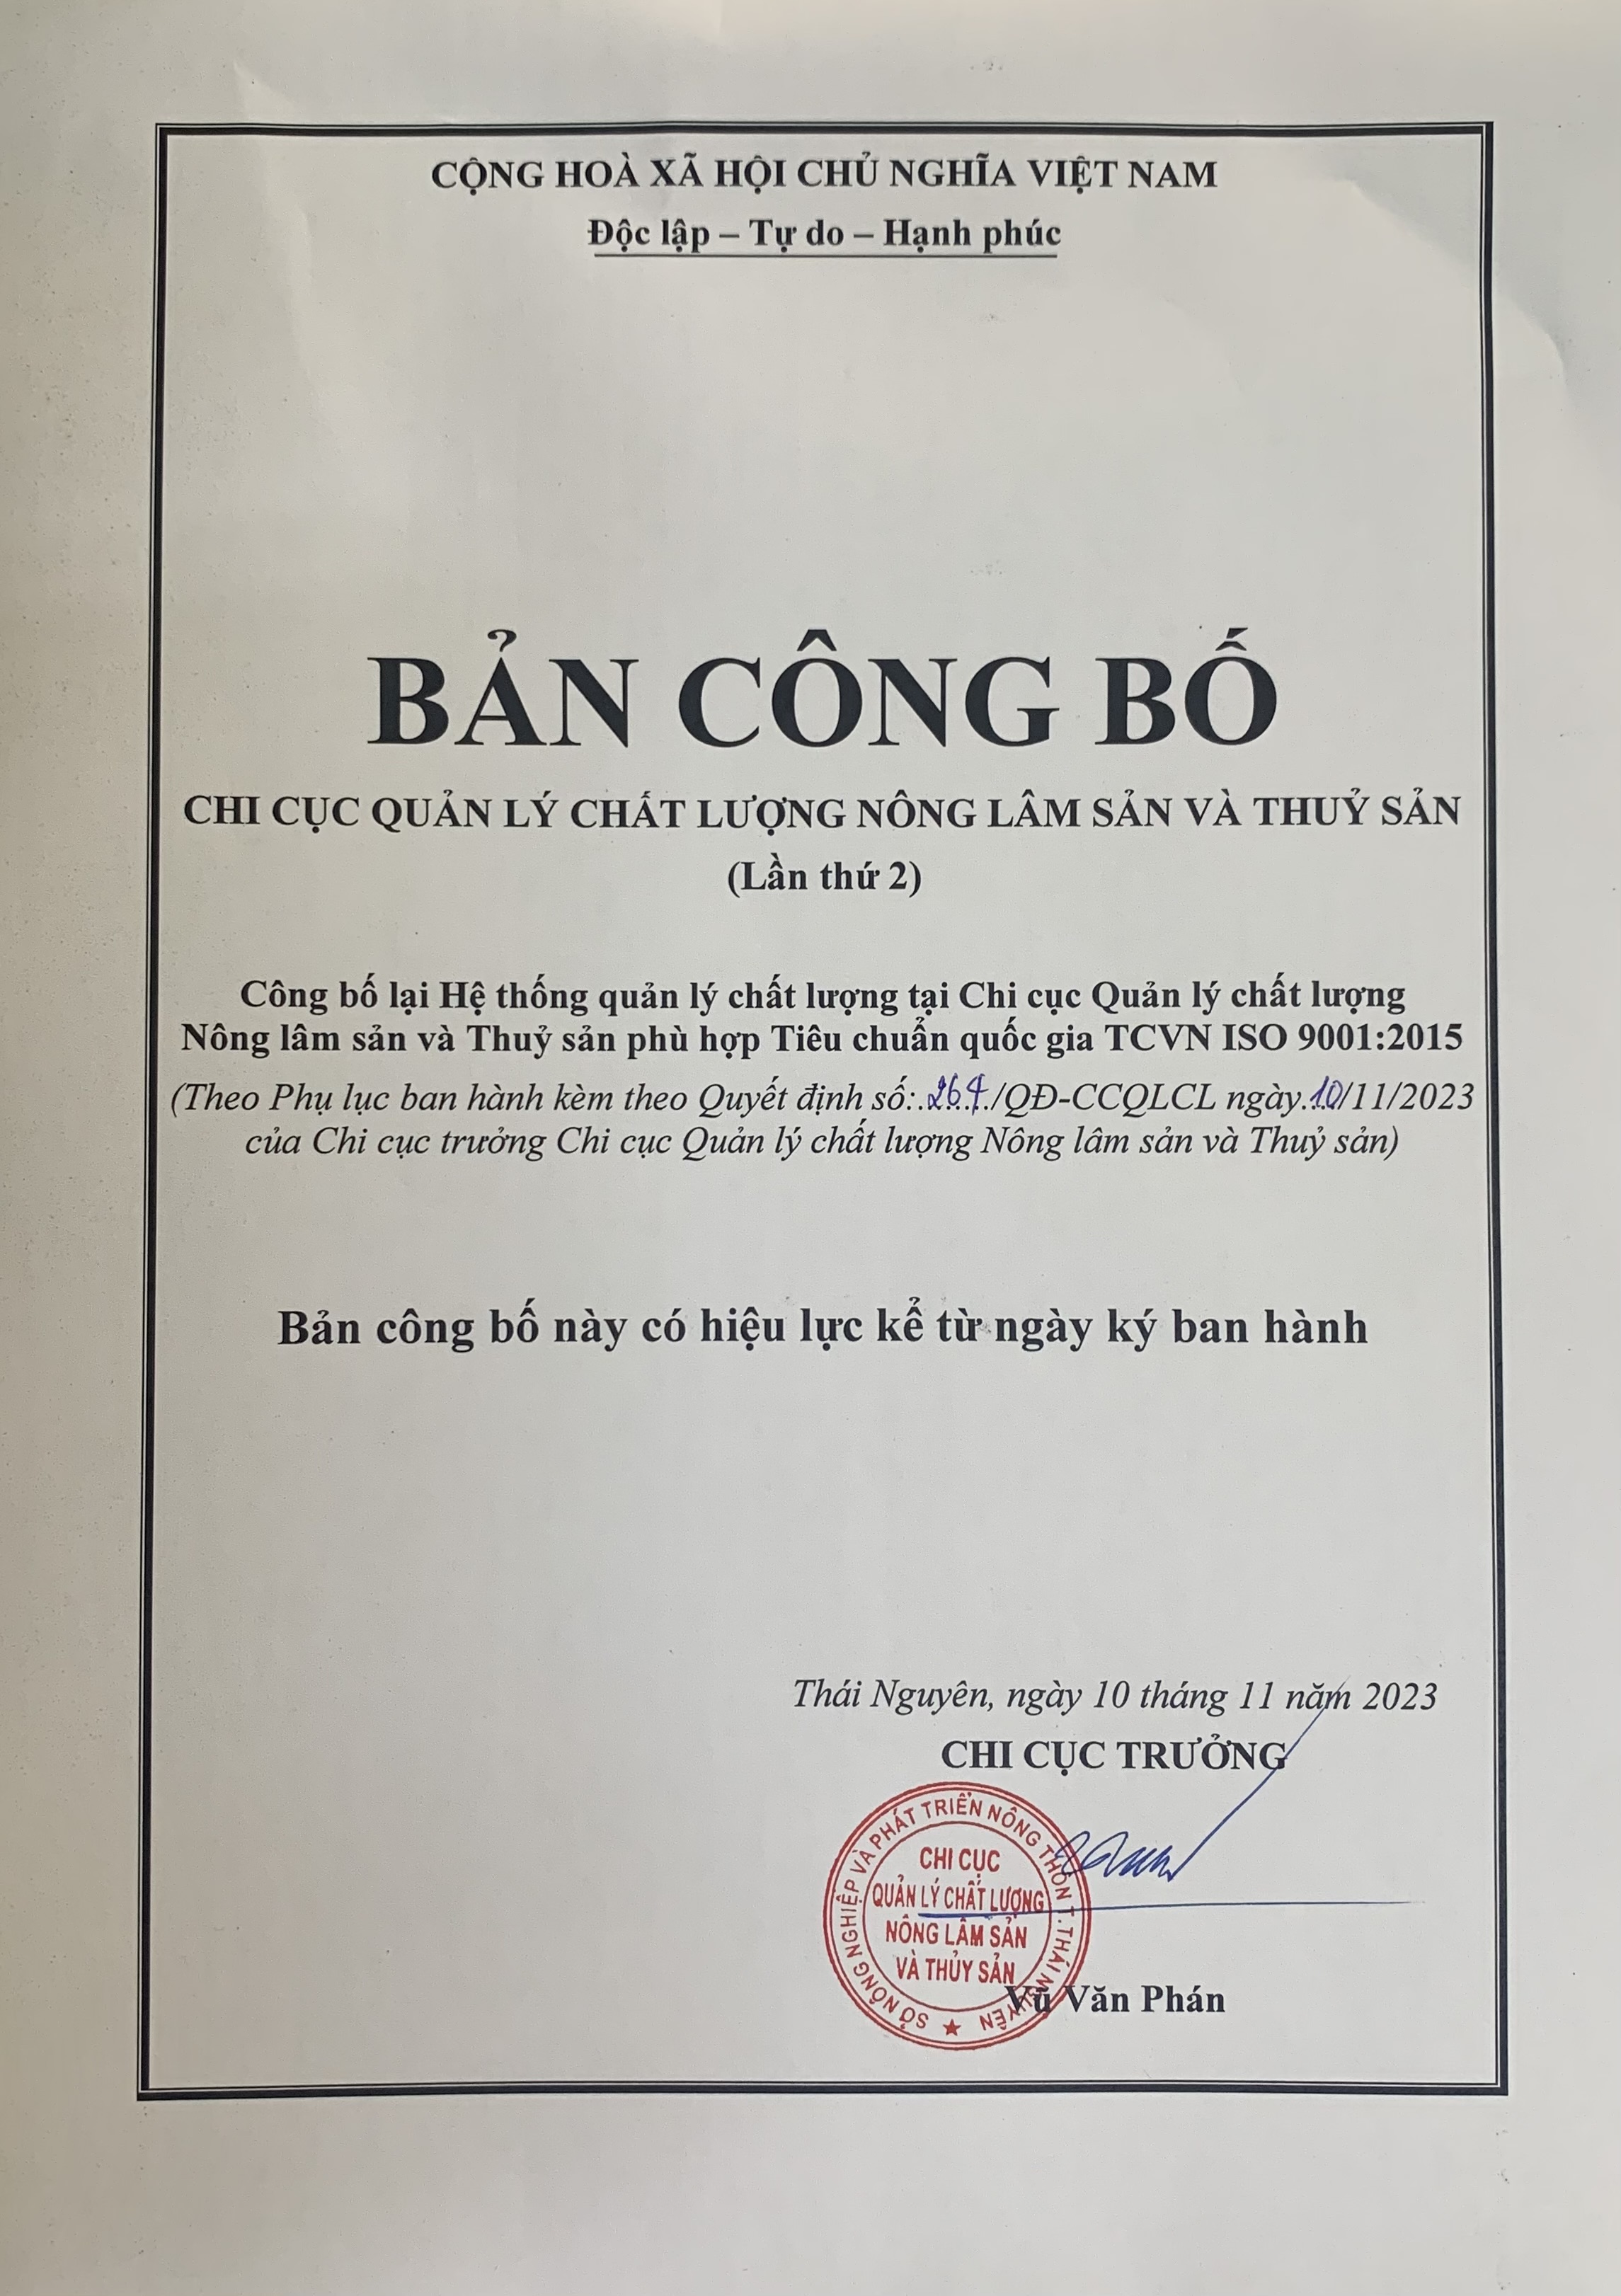 CỘNG HOÀ XÃ HỘI CHỦ NGHĨA VIỆT NAM
Độc lập – Tự do – Hạnh phúc
BẢN CÔNG BỐ
CHI CỤC QUẢN LÝ CHẤT LƯỢNG NÔNG LÂM SẢN VÀ THUỶ SẢN
(Lần thứ 2)
Công bố lại Hệ thống quản lý chất lượng tại Chi cục Quản lý chất lượng
Nông lâm sản và Thuỷ sản phù hợp Tiêu chuẩn quốc gia TCVN ISO 9001:2015
(Theo Phụ lục ban hành kèm theo Quyết định số: /QĐ-CCQLCL ngày 10/11/2023
của Chi cục trưởng Chi cục Quản lý chất lượng Nông lâm sản và Thuỷ sản)
Bản công bố này có hiệu lực kể từ ngày ký ban hành
Thái Nguyên, ngày 10 tháng 11 năm 2023
CHI CỤC TRƯỞNG
SỞ NÔNG NGHIỆP VÀ PHÁT TRIỂN NÔNG THÔN T. THÁI NGUYÊN
CHI CỤC
QUẢN LÝ CHẤT LƯỢNG
NÔNG LÂM SẢN
VÀ THỦY SẢN
Vũ Văn Phán